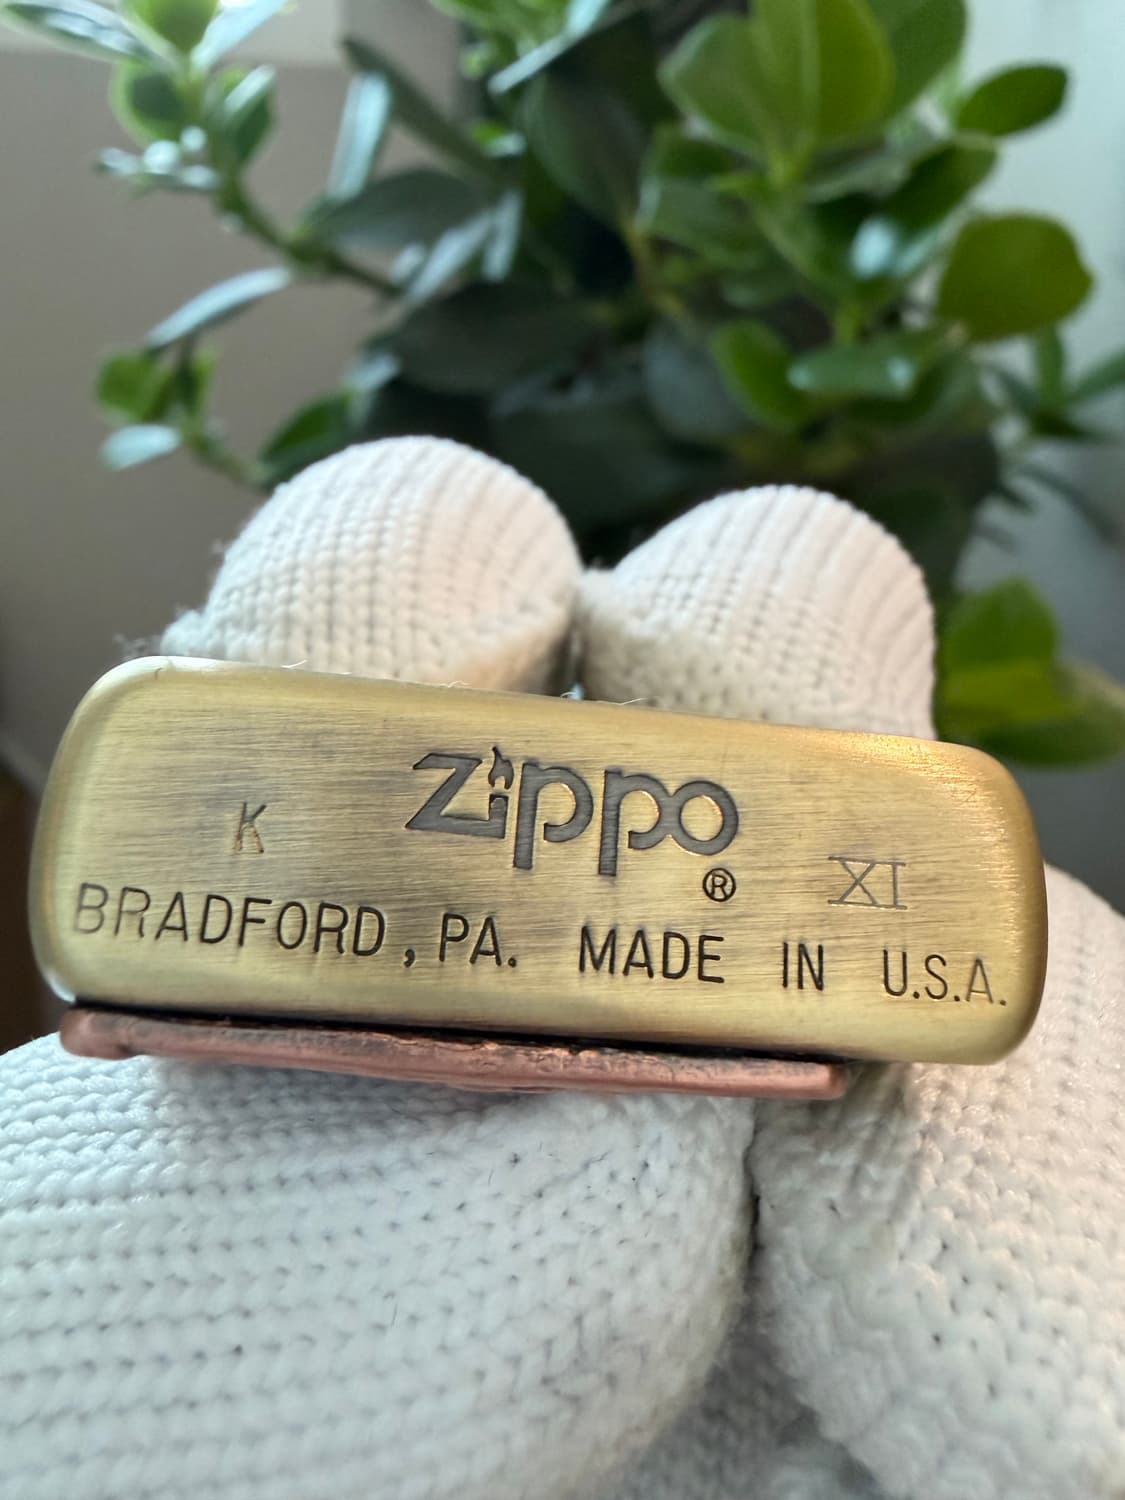 Zippo
®
K XI
BRADFORD, PA. MADE IN U.S.A.